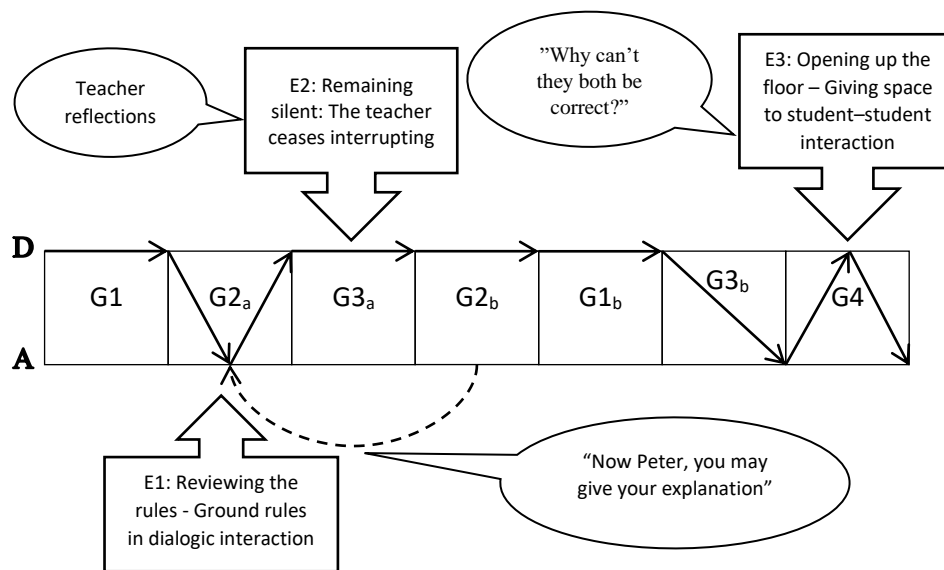 Teacher
reflections
E2: Remaining
silent: The teacher
ceases interrupting
”Why can’t
they both be
correct?”
E3: Opening up the
floor – Giving space
to student–student
interaction
D
G1
G2a
G3a
G2b
G1b
G3b
G4
A
E1: Reviewing the
rules - Ground rules
in dialogic interaction
“Now Peter, you may
give your explanation”